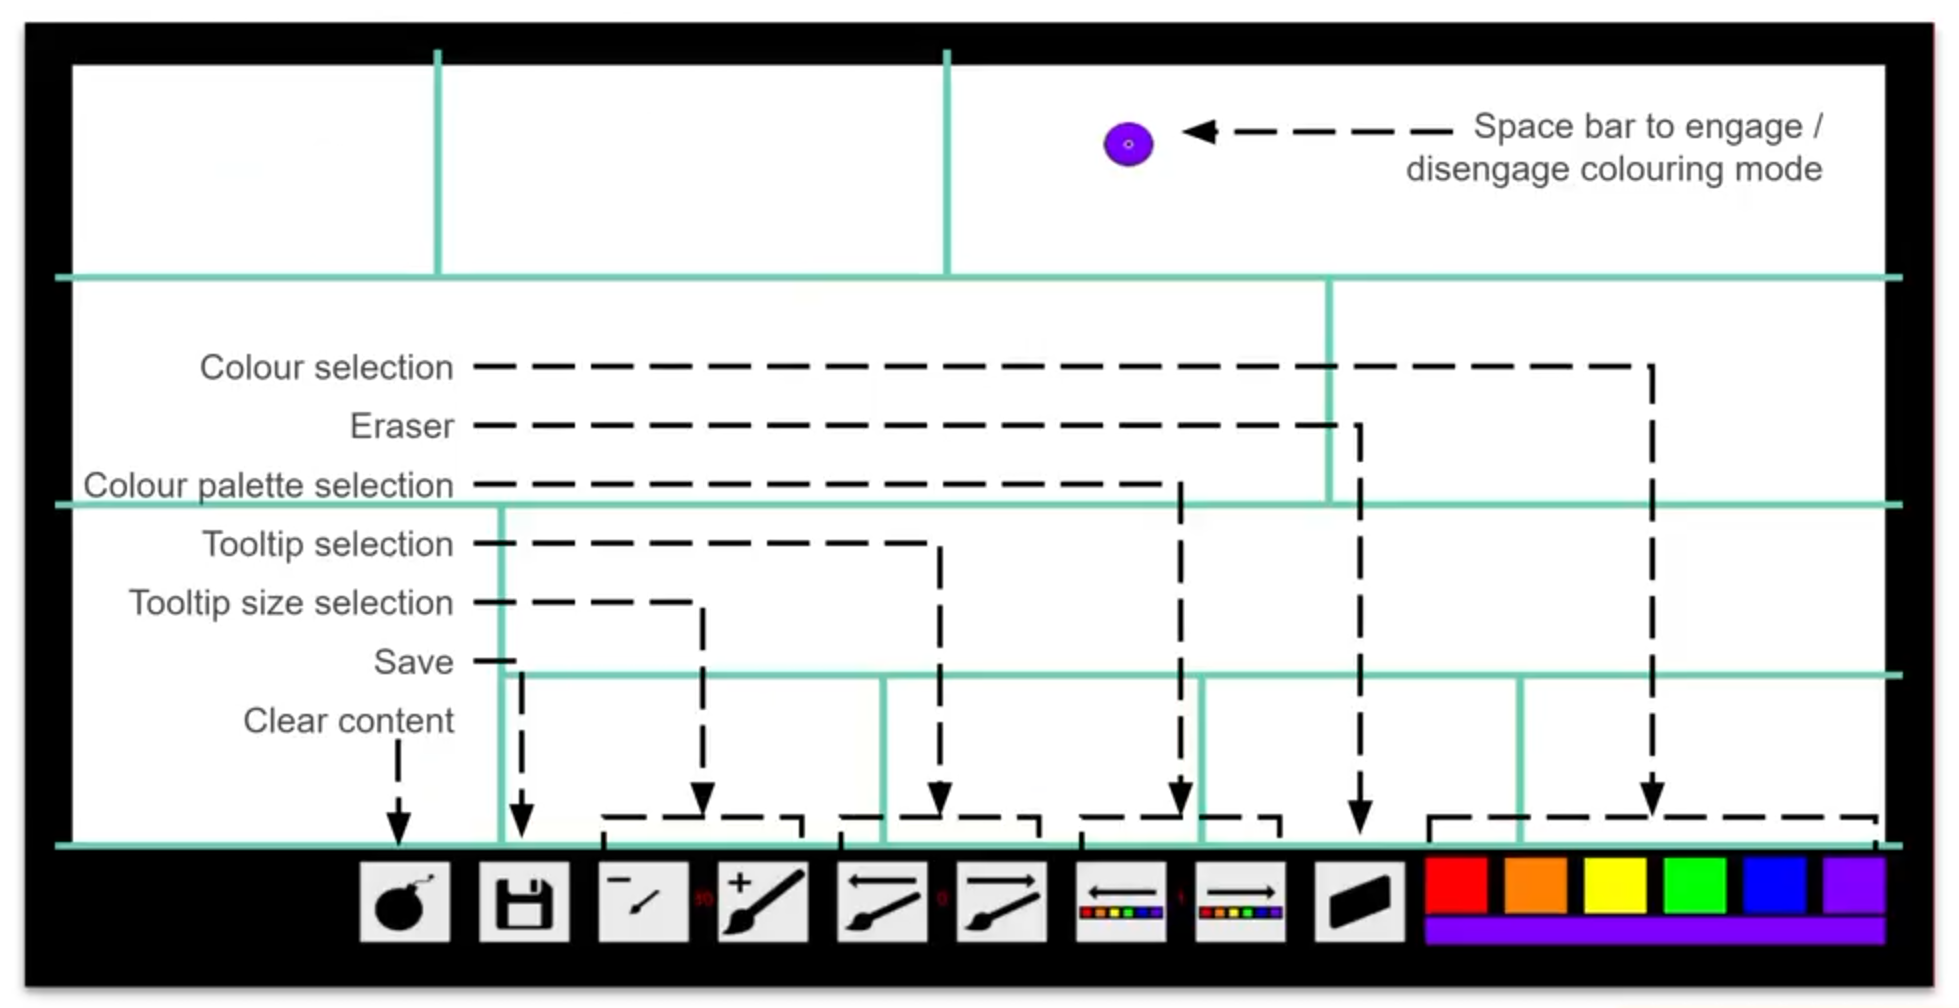 Space bar to engage /
disengage colouring mode
Colour selection
Eraser
Colour palette selection
Tooltip selection
Tooltip size selection
Save
Clear content